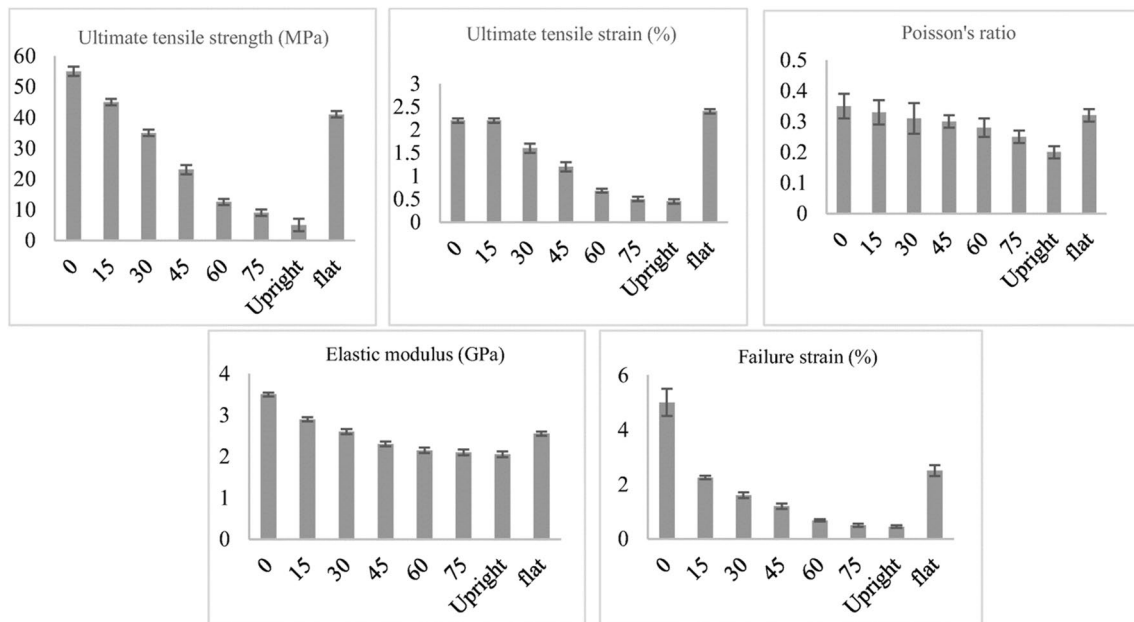 Ultimate tensile strength (MPa)
60
50
40
30
20
10
0
0 15 30 45 60 75 Upright flat
Ultimate tensile strain (%)
3
2.5
2
1.5
1
0.5
0
0 15 30 45 60 75 Upright flat
Poisson's ratio
0.5
0.4
0.3
0.2
0.1
0
0 15 30 45 60 75 Upright flat
Elastic modulus (GPa)
4
3
2
1
0
0 15 30 45 60 75 Upright flat
Failure strain (%)
6
4
2
0
0 15 30 45 60 75 Upright flat